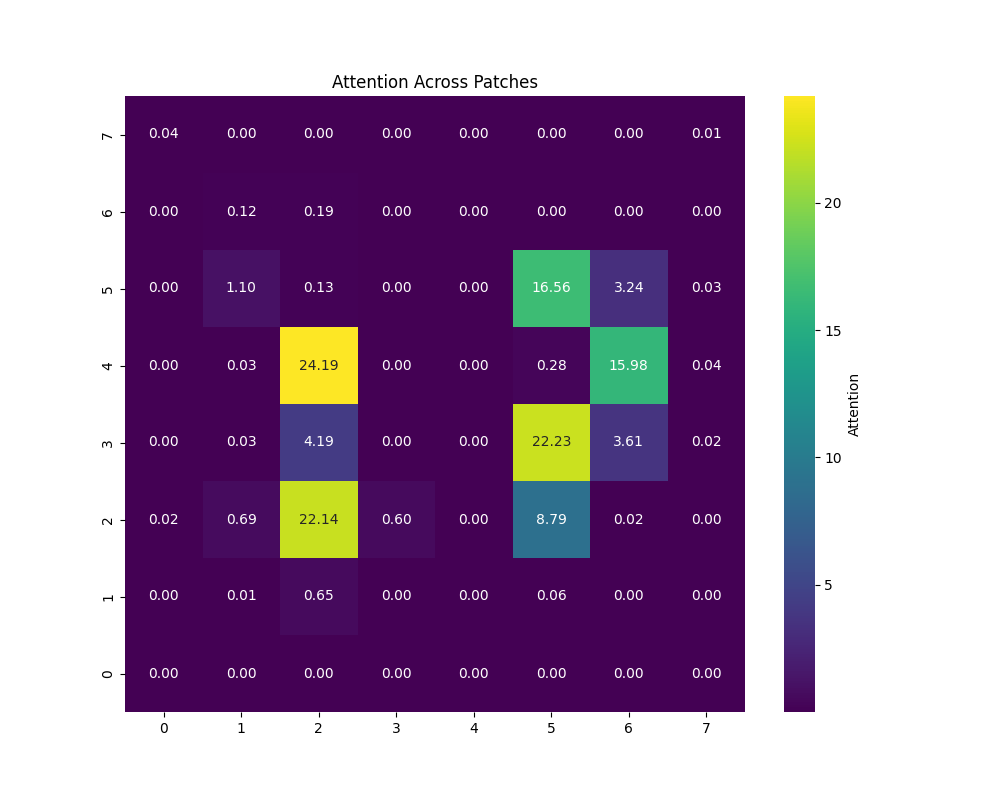 Attention Across Patches
7 0.04 0.00 0.00 0.00 0.00 0.00 0.00 0.01
6 0.00 0.12 0.19 0.00 0.00 0.00 0.00 0.00
5 0.00 1.10 0.13 0.00 0.00 16.56 3.24 0.03
4 0.00 0.03 24.19 0.00 0.00 0.28 15.98 0.04
3 0.00 0.03 4.19 0.00 0.00 22.23 3.61 0.02
2 0.02 0.69 22.14 0.60 0.00 8.79 0.02 0.00
1 0.00 0.01 0.65 0.00 0.00 0.06 0.00 0.00
0 0.00 0.00 0.00 0.00 0.00 0.00 0.00 0.00
0 1 2 3 4 5 6 7
20
15
10
5
Attention